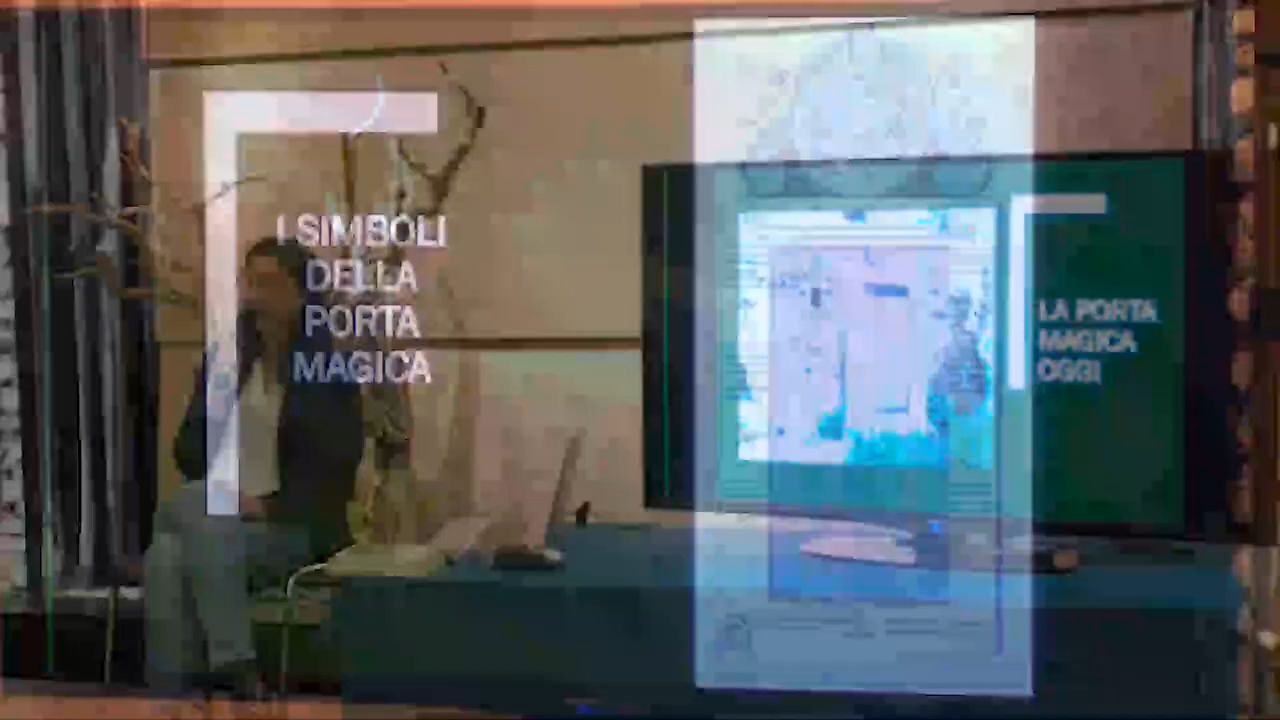 I SIMBOLI
DELLA
PORTA
MAGICA
LA PORTA
MAGICA
OGGI